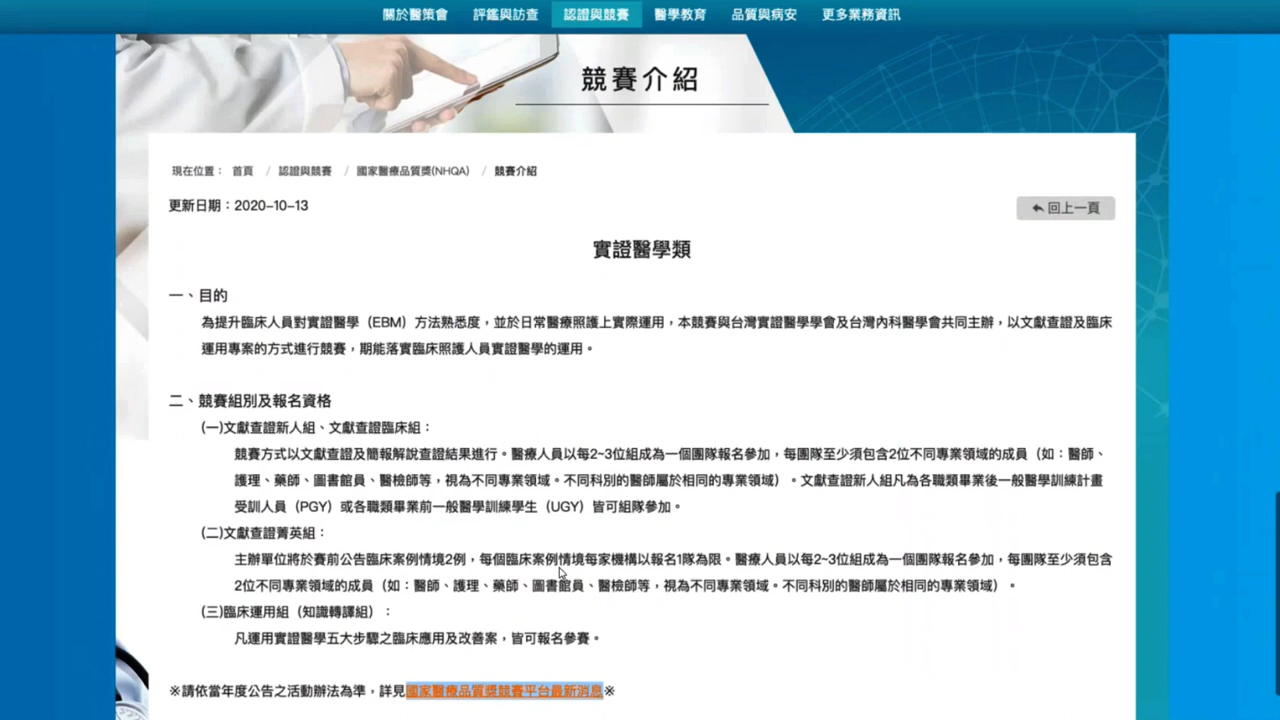 關於醫策會 評鑑與訪查 認證與競賽 醫學教育 品質與病安 更多業務資訊
競賽介紹
現在位置： 首頁 / 認證與競賽 / 國家醫療品質獎(NHQA) / 競賽介紹
更新日期：2020-10-13
回上一頁
實證醫學類
一、目的
為提升臨床人員對實證醫學（EBM）方法熟悉度，並於日常醫療照護上實際運用，本競賽與台灣實證醫學學會及台灣內科醫學會共同主辦，以文獻查證及臨床
運用專案的方式進行競賽，期能落實臨床照護人員實證醫學的運用。
二、競賽組別及報名資格
(一)文獻查證新人組、文獻查證臨床組：
競賽方式以文獻查證及簡報解說查證結果進行。醫療人員以每2~3位組成為一個團隊報名參加，每團隊至少須包含2位不同專業領域的成員（如：醫師、
護理、藥師、圖書館員、醫檢師等，視為不同專業領域。不同科別的醫師屬於相同的專業領域）。文獻查證新人組凡為各職類畢業後一般醫學訓練計畫
受訓人員（PGY）或各職類畢業前一般醫學訓練學生（UGY）皆可組隊參加。
(二)文獻查證菁英組：
主辦單位將於賽前公告臨床案例情境2例，每個臨床案例情境每家機構以報名1隊為限。醫療人員以每2~3位組成為一個團隊報名參加，每團隊至少須包含
2位不同專業領域的成員（如：醫師、護理、藥師、圖書館員、醫檢師等，視為不同專業領域。不同科別的醫師屬於相同的專業領域）。
(三)臨床運用組（知識轉譯組）：
凡運用實證醫學五大步驟之臨床應用及改善案，皆可報名參賽。
※請依當年度公告之活動辦法為準，詳見國家醫療品質獎競賽平台最新消息※